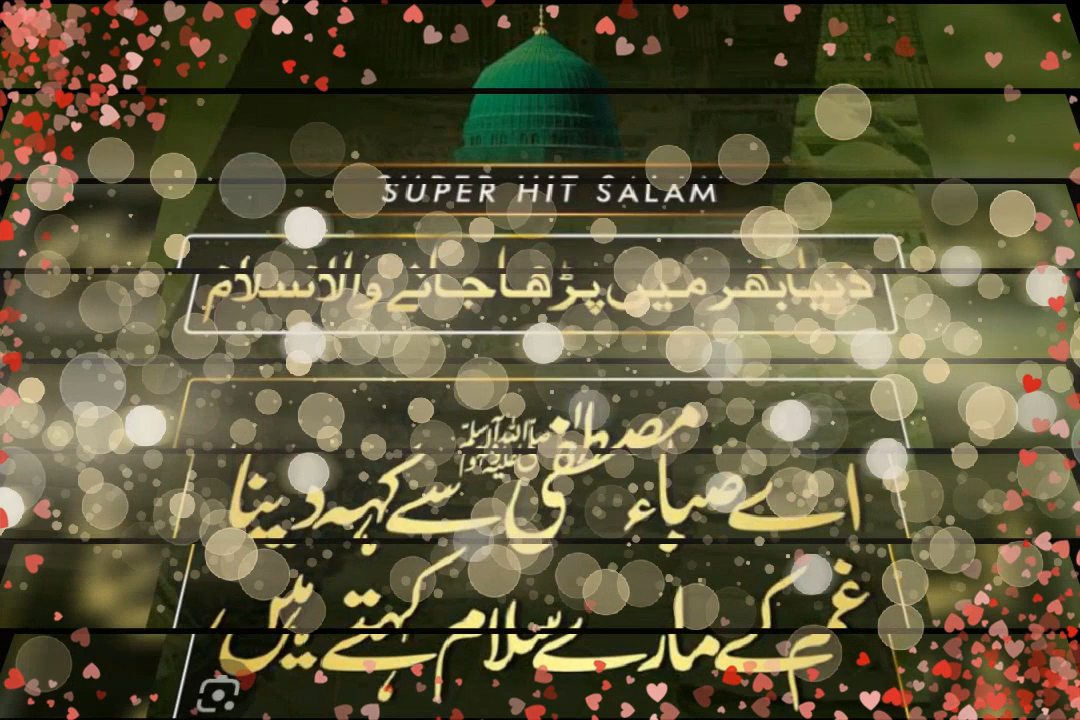 SUPER HIT SALAM
دنیا بھر میں پڑھا جانے والا سلام
اے صباء مصطفی ﷺ سے کہہ دینا
غم کے مارے سلام کہتے ہیں